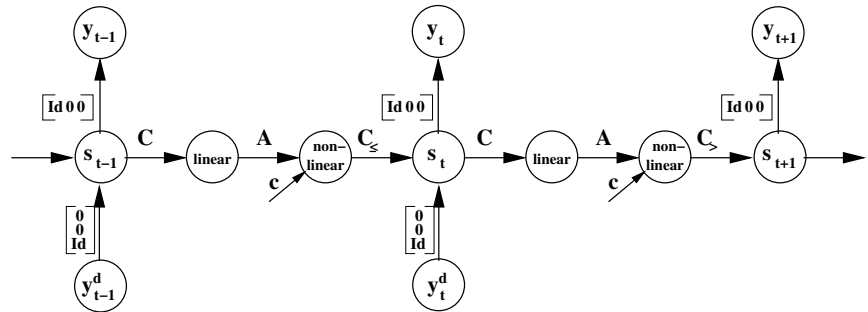 y_{t-1} y_t y_{t+1}
[Id 0 0] [Id 0 0] [Id 0 0]
s_{t-1} C linear A non-linear C_≤ s_t C linear A non-linear C_> s_{t+1}
c c
[0 0 Id] [0 0 Id]
y^d_{t-1} y^d_t